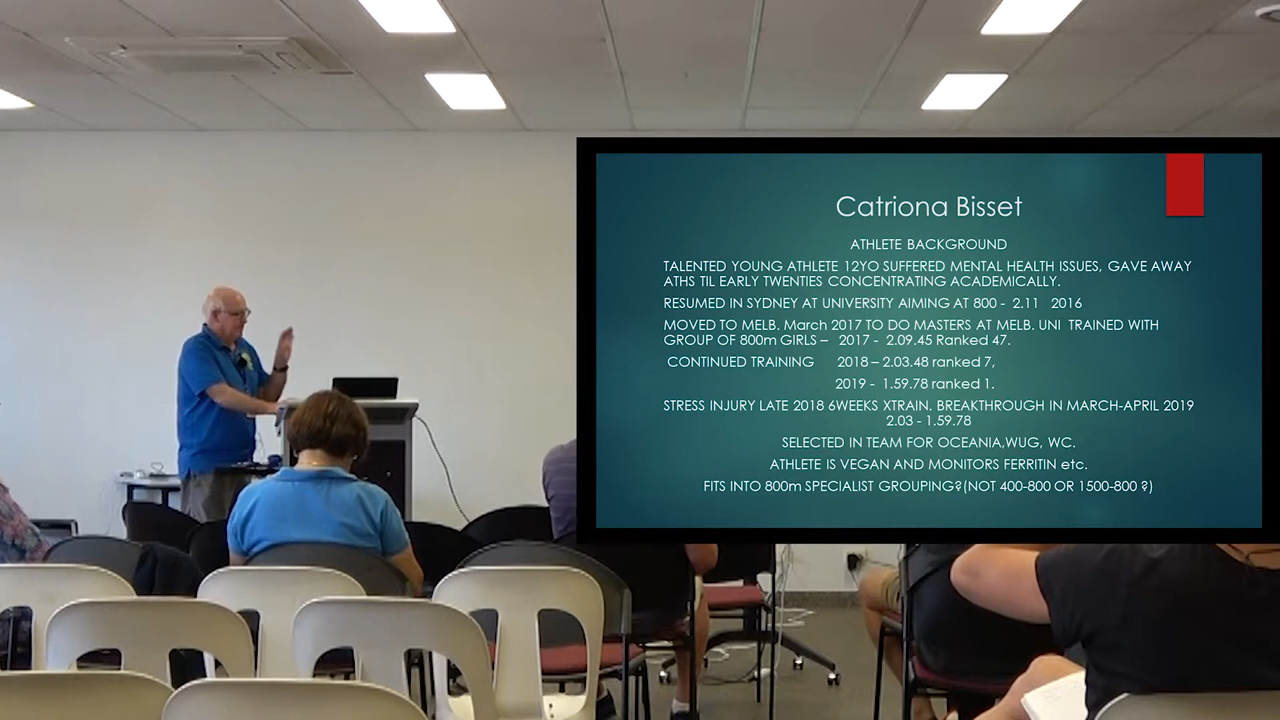 Catriona Bisset
ATHLETE BACKGROUND
TALENTED YOUNG ATHLETE 12YO SUFFERED MENTAL HEALTH ISSUES, GAVE AWAY
ATHS TIL EARLY TWENTIES CONCENTRATING ACADEMICALLY.
RESUMED IN SYDNEY AT UNIVERSITY AIMING AT 800 - 2.11 2016
MOVED TO MELB. March 2017 TO DO MASTERS AT MELB. UNI TRAINED WITH
GROUP OF 800m GIRLS – 2017 - 2.09.45 Ranked 47.
CONTINUED TRAINING 2018 – 2.03.48 ranked 7,
2019 - 1.59.78 ranked 1.
STRESS INJURY LATE 2018 6WEEKS XTRAIN. BREAKTHROUGH IN MARCH-APRIL 2019
2.03 - 1.59.78
SELECTED IN TEAM FOR OCEANIA,WUG, WC.
ATHLETE IS VEGAN AND MONITORS FERRITIN etc.
FITS INTO 800m SPECIALIST GROUPING?(NOT 400-800 OR 1500-800 ?)